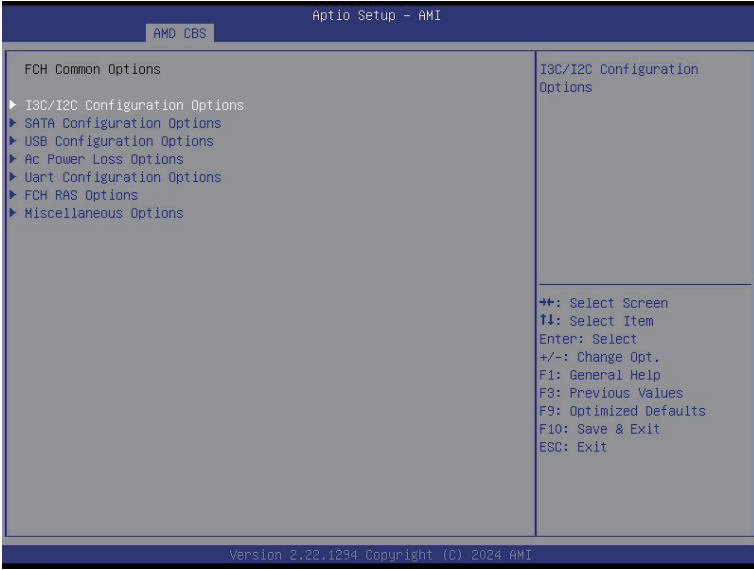 Aptio Setup – AMI
AMD CBS
FCH Common Options
I3C/I2C Configuration Options
SATA Configuration Options
USB Configuration Options
Ac Power Loss Options
Uart Configuration Options
FCH RAS Options
Miscellaneous Options
I3C/I2C Configuration
Options
→←: Select Screen
↑↓: Select Item
Enter: Select
+/-: Change Opt.
F1: General Help
F3: Previous Values
F9: Optimized Defaults
F10: Save & Exit
ESC: Exit
Version 2.22.1294 Copyright (C) 2024 AMI